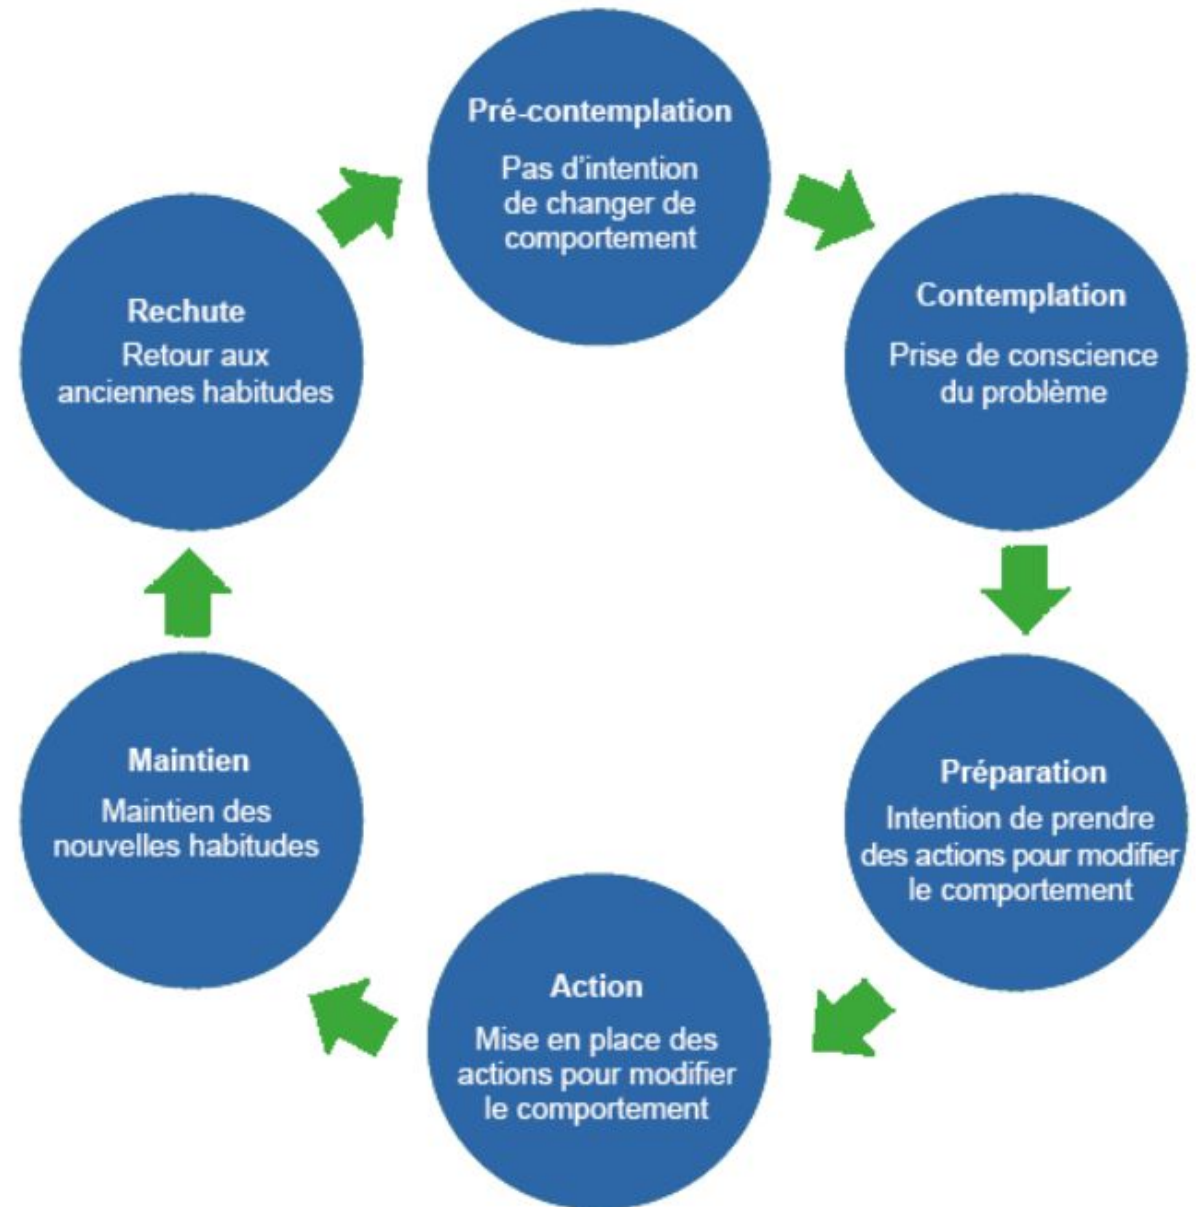 Pré-contemplation
Pas d'intention
de changer de
comportement
Contemplation
Prise de conscience
du problème
Préparation
Intention de prendre
des actions pour modifier
le comportement
Action
Mise en place des
actions pour modifier
le comportement
Maintien
Maintien des
nouvelles habitudes
Rechute
Retour aux
anciennes habitudes